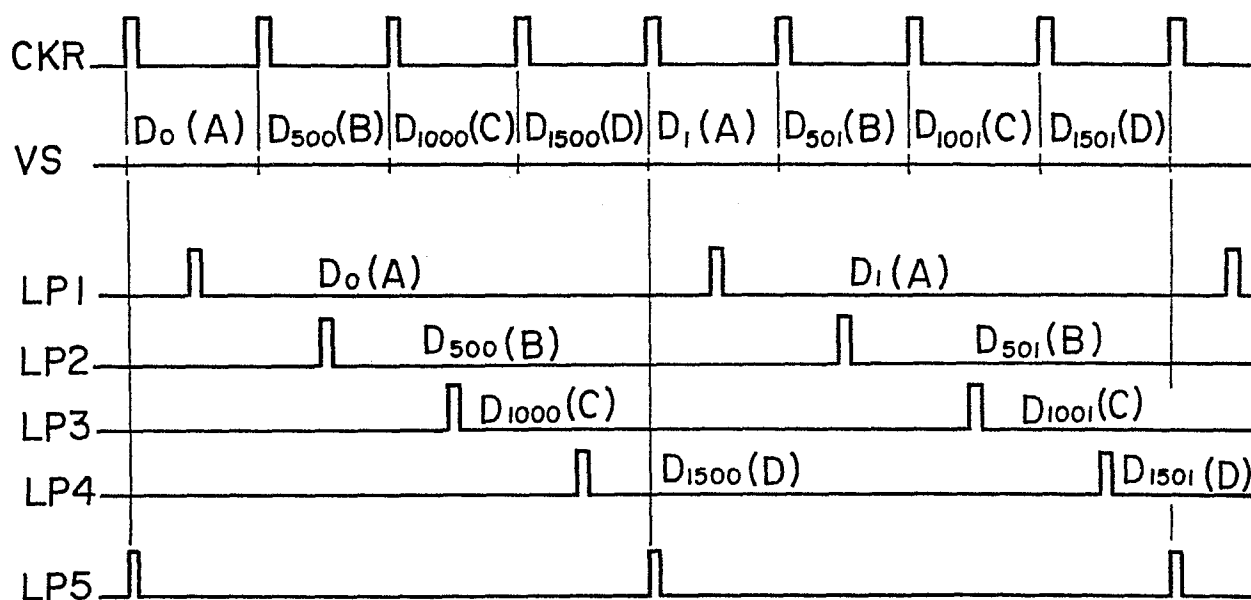 CKR
D₀(A) D₅₀₀(B) D₁₀₀₀(C) D₁₅₀₀(D) D₁(A) D₅₀₁(B) D₁₀₀₁(C) D₁₅₀₁(D)
VS
LP1 D₀(A) D₁(A)
LP2 D₅₀₀(B) D₅₀₁(B)
LP3 D₁₀₀₀(C) D₁₀₀₁(C)
LP4 D₁₅₀₀(D) D₁₅₀₁(D)
LP5